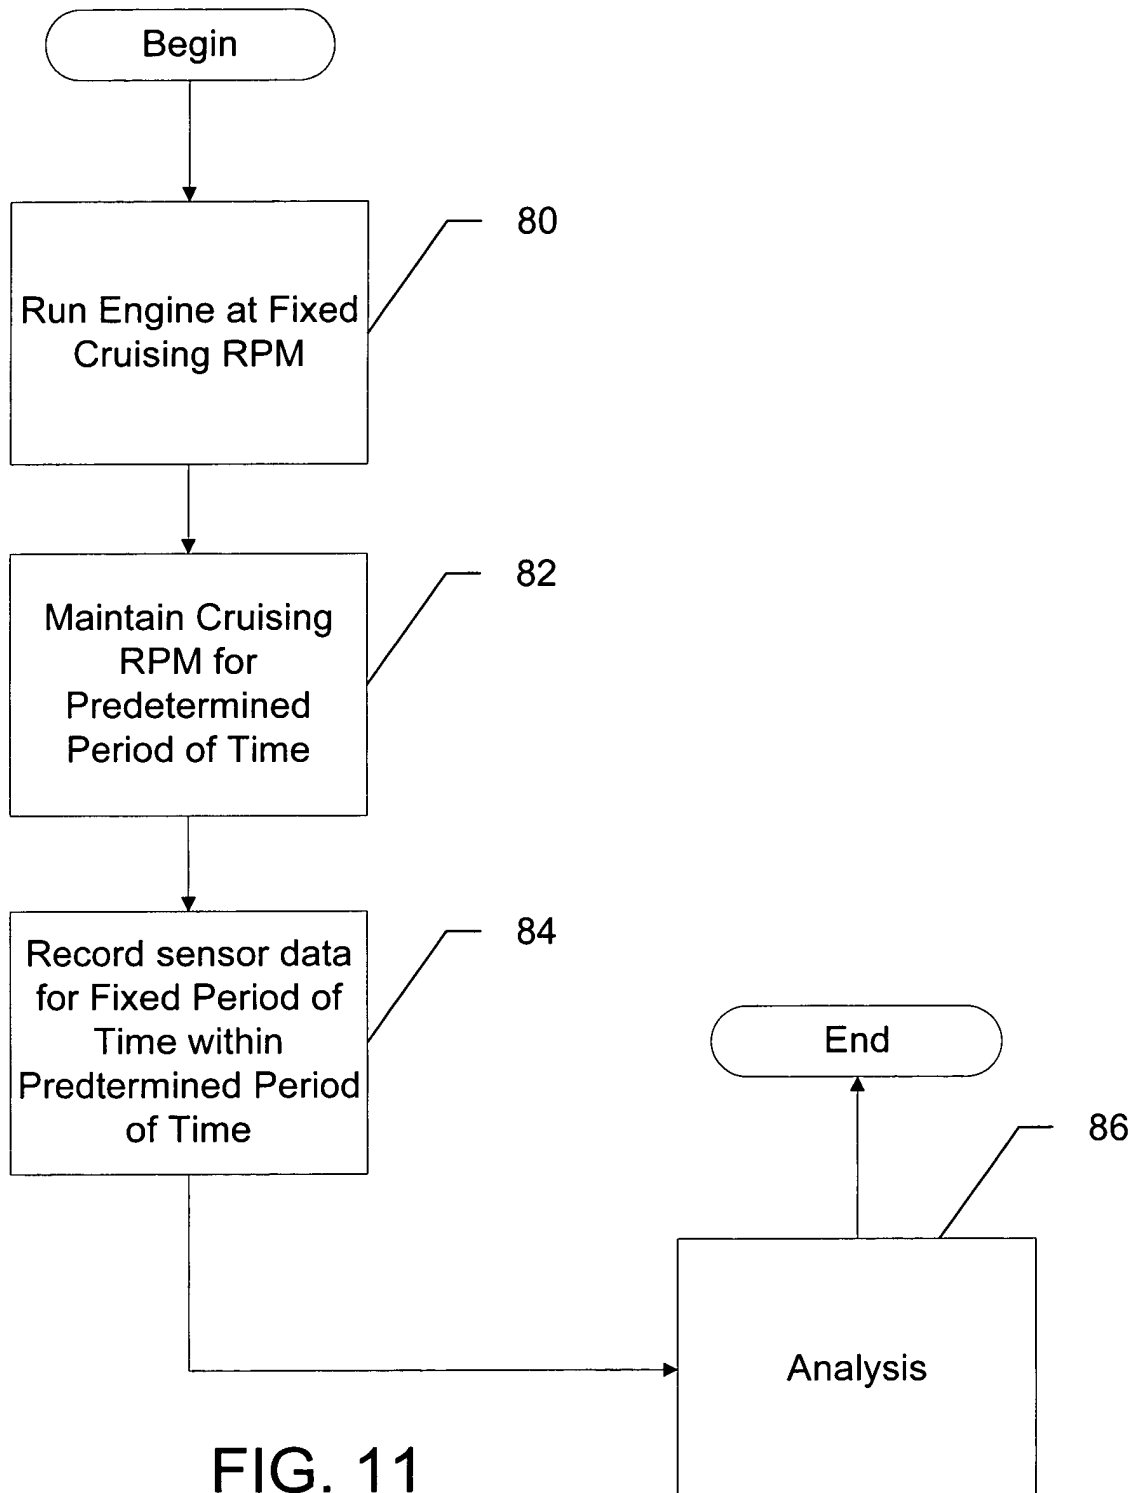 Begin
80
Run Engine at Fixed
Cruising RPM
82
Maintain Cruising
RPM for
Predetermined
Period of Time
84
Record sensor data
for Fixed Period of
Time within
Predtermined Period
of Time
End
86
Analysis
FIG. 11